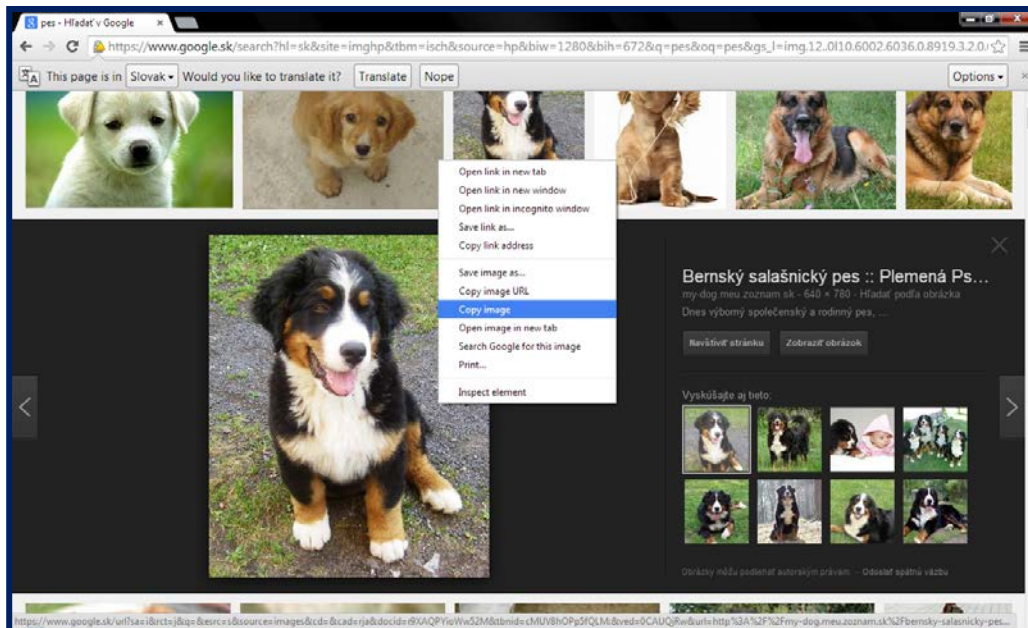 pes - Hľadať v Google
https://www.google.sk/search?hl=sk&site=imghp&tbm=isch&source=hp&biw=1280&bih=672&q=pes&oq=pes&gs_l=img.12..0l10.6002.6036.0.8919.3.2.0.
This page is in Slovak Would you like to translate it? Translate Nope Options
Open link in new tab
Open link in new window
Open link in incognito window
Save link as...
Copy link address
Save image as...
Copy image URL
Copy image
Open image in new tab
Search Google for this image
Print...
Inspect element
Bernský salašnický pes :: Plemená Ps...
my-dog.meu.zoznam.sk - 640 × 780 - Hľadať podľa obrázka
Dnes výborný společenský a rodinný pes, ...
Navštíviť stránku Zobraziť obrázok
Vyskúšajte aj tieto:
Obrázky môžu podliehať autorským právam. - Odoslať spätnú väzbu